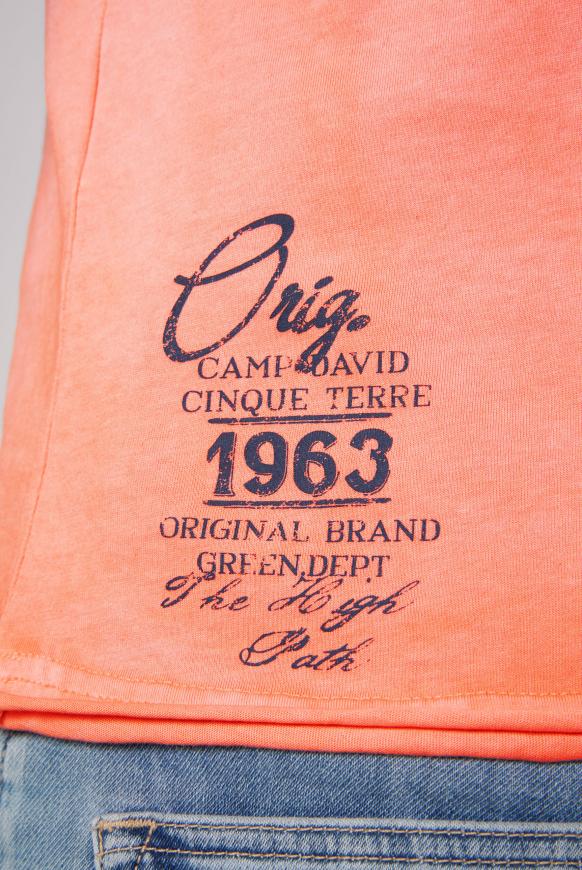 Orig.
CAMP DAVID
CINQUE TERRE
1963
ORIGINAL BRAND
GREEN.DEPT
The High
Path